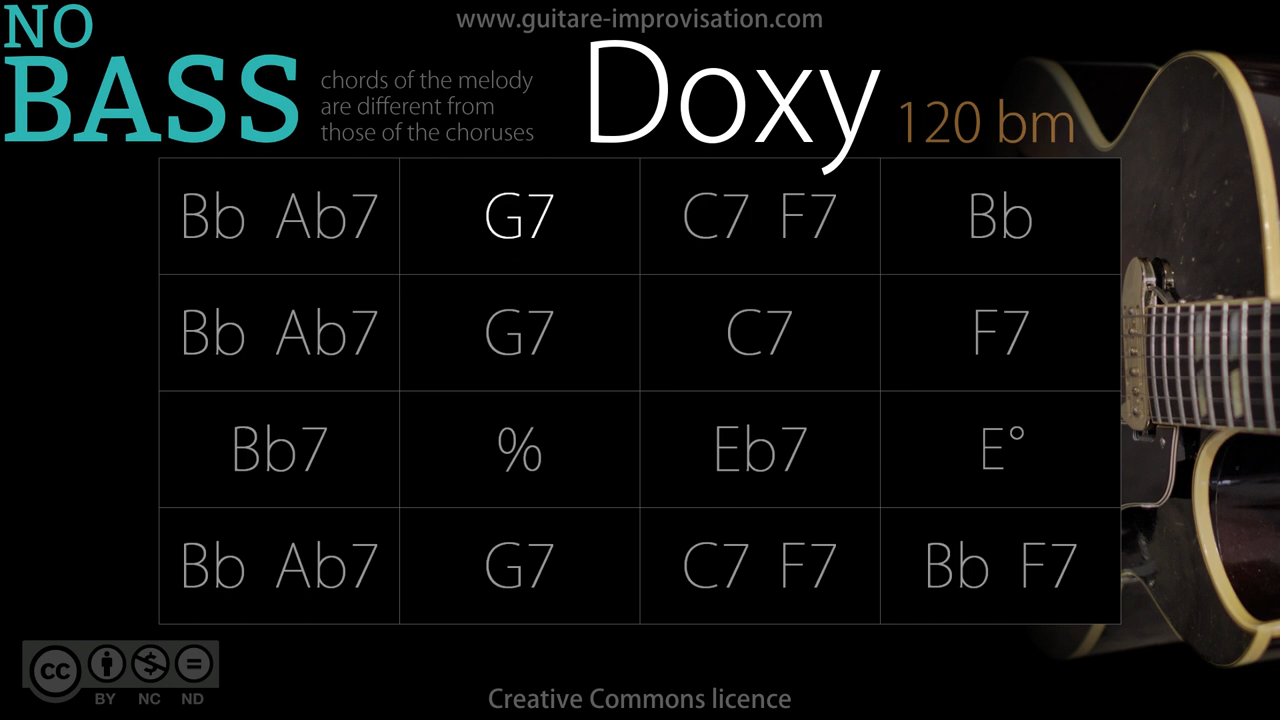 www.guitare-improvisation.com
NO
BASS
chords of the melody
are different from
those of the choruses
Doxy
120 bm
Bb Ab7 G7 C7 F7 Bb
Bb Ab7 G7 C7 F7
Bb7 % Eb7 E°
Bb Ab7 G7 C7 F7 Bb F7
cc
BY NC ND
Creative Commons licence